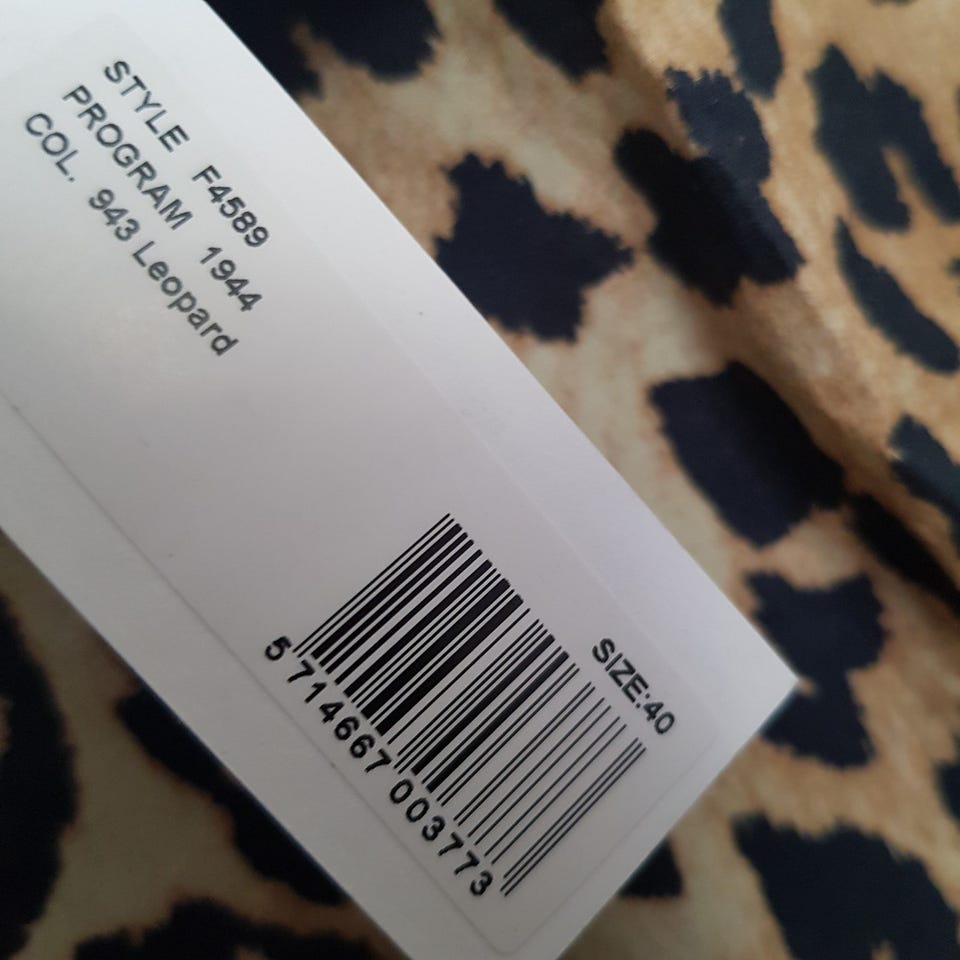 STYLE F4589
PROGRAM 1944
COL. 943 Leopard
SIZE:40
5 714667 003773